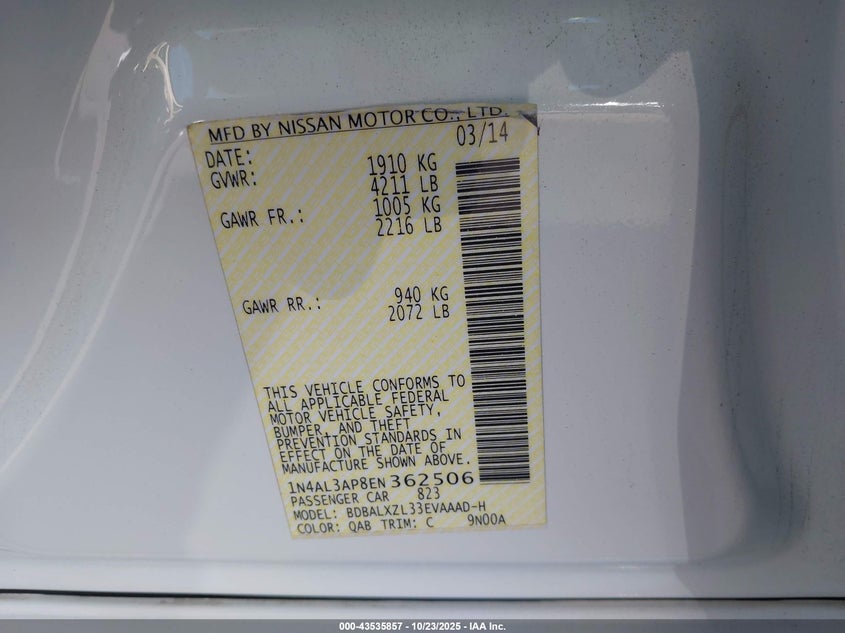 MFD BY NISSAN MOTOR CO., LTD.
DATE: 03/14
GVWR: 1910 KG
4211 LB
GAWR FR.: 1005 KG
2216 LB
GAWR RR.: 940 KG
2072 LB
THIS VEHICLE CONFORMS TO
ALL APPLICABLE FEDERAL
MOTOR VEHICLE SAFETY,
BUMPER, AND THEFT
PREVENTION STANDARDS IN
EFFECT ON THE DATE OF
MANUFACTURE SHOWN ABOVE.
1N4AL3AP8EN362506
PASSENGER CAR 823
MODEL: BDBALXZL33EVAAAD-H
COLOR: QAB TRIM: C 9N00A
000-43535857 - 10/23/2025 - IAA Inc.